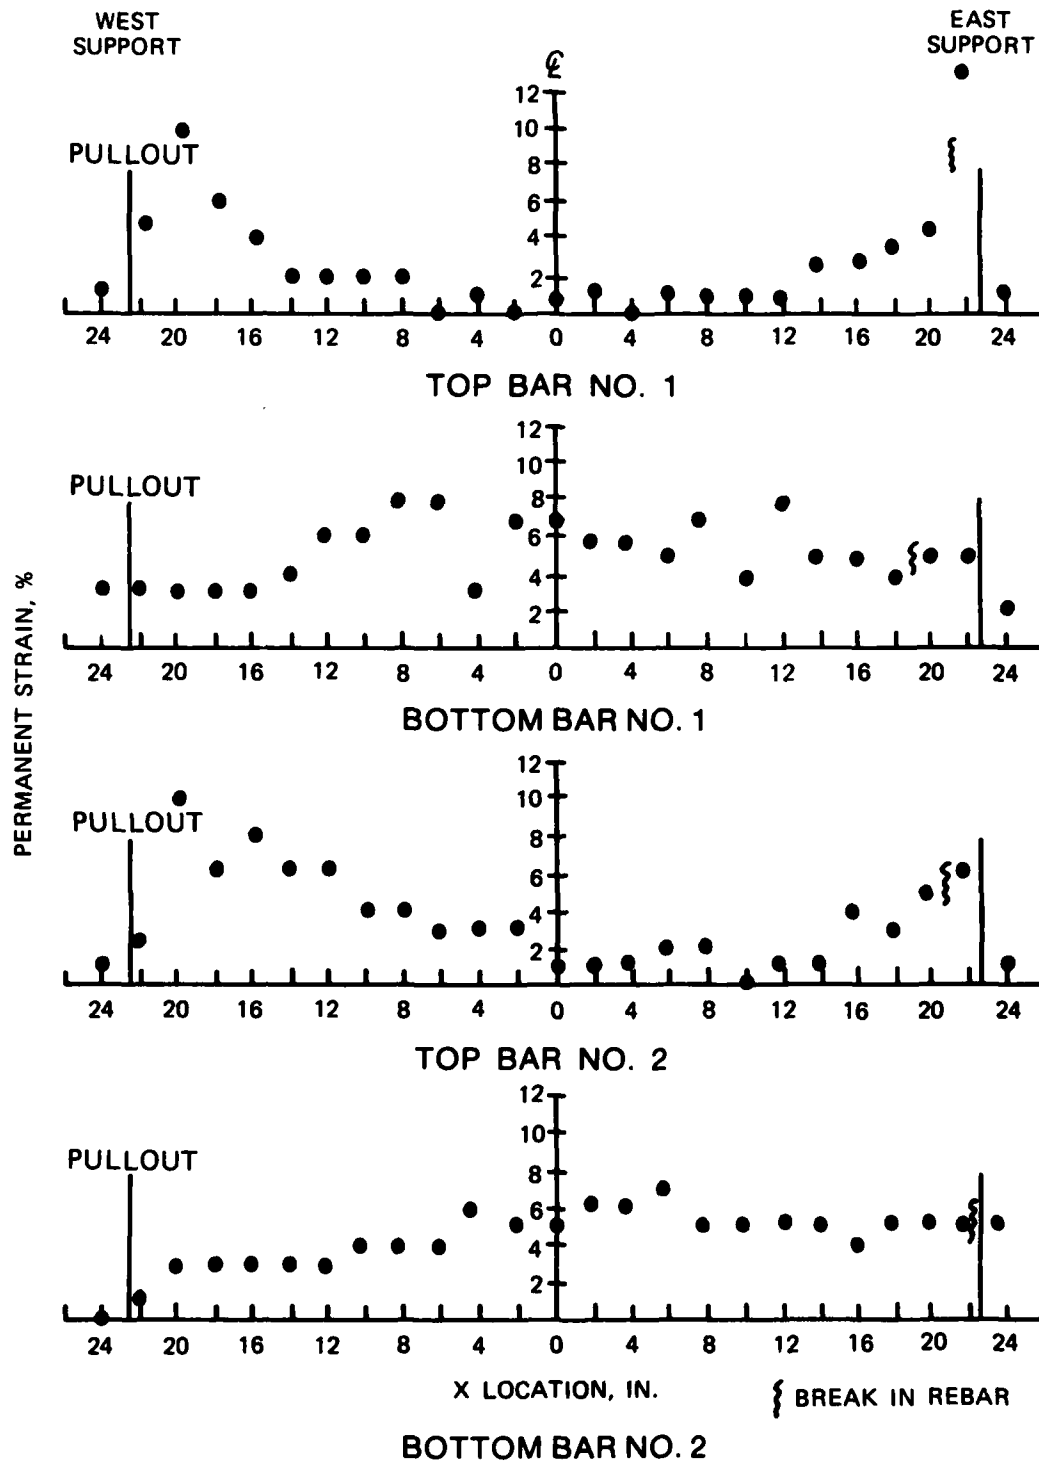 WEST
SUPPORT
EAST
SUPPORT
℄
12
10
8
6
4
2
PULLOUT
24 20 16 12 8 4 0 4 8 12 16 20 24
TOP BAR NO. 1
12
10
8
6
4
2
PULLOUT
24 20 16 12 8 4 0 4 8 12 16 20 24
BOTTOM BAR NO. 1
PERMANENT STRAIN, %
12
10
8
6
4
2
PULLOUT
24 20 16 12 8 4 0 4 8 12 16 20 24
TOP BAR NO. 2
12
10
8
6
4
2
PULLOUT
24 20 16 12 8 4 0 4 8 12 16 20 24
X LOCATION, IN.
BREAK IN REBAR
BOTTOM BAR NO. 2